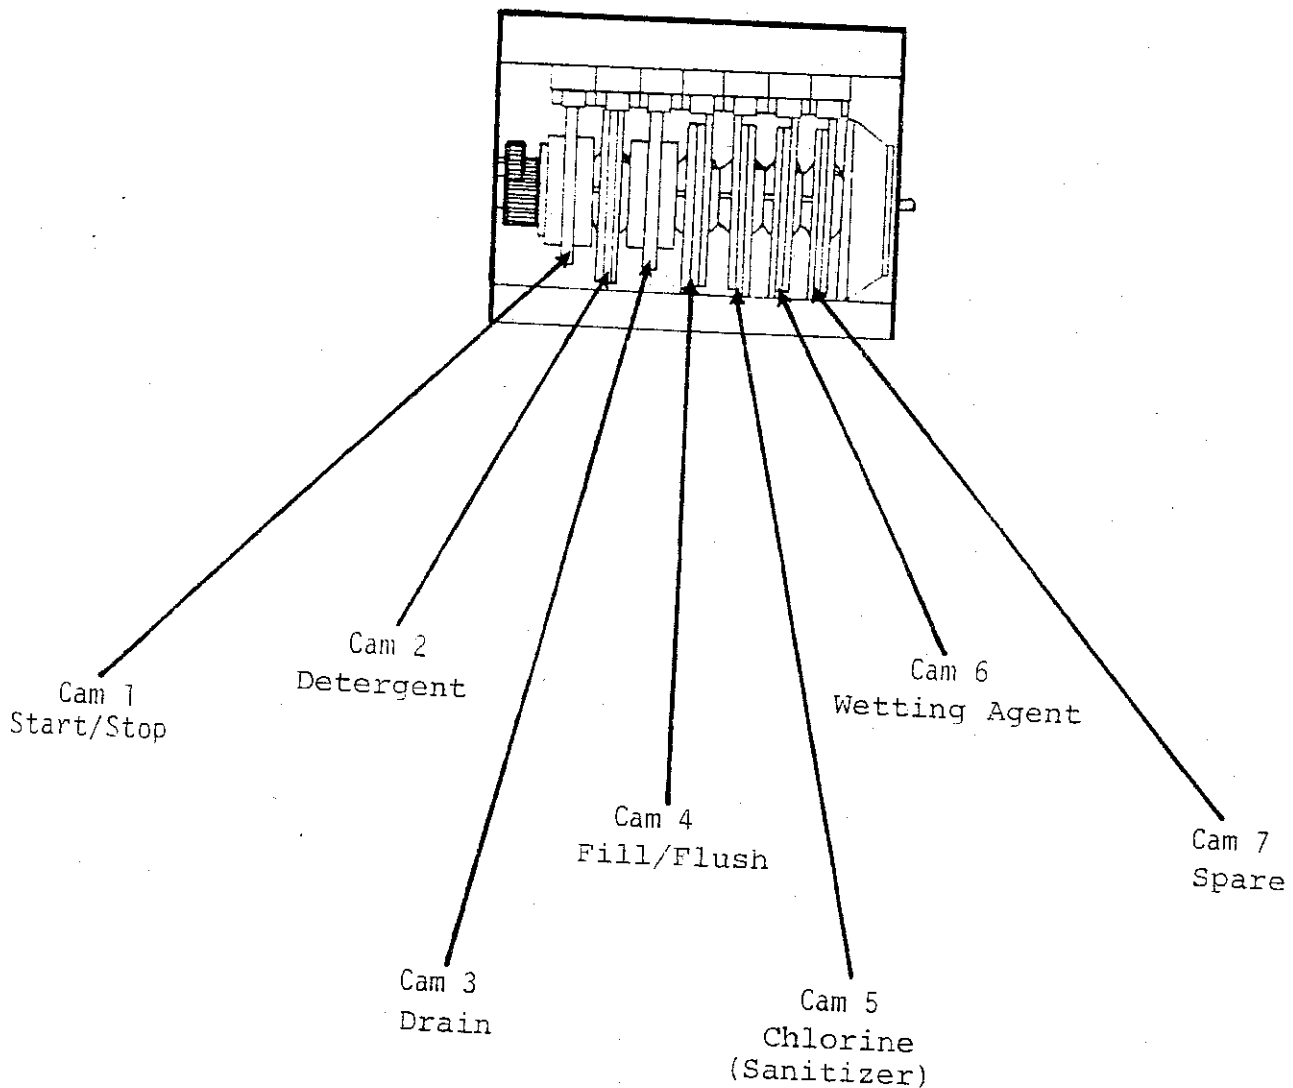 Cam 1
Start/Stop
Cam 2
Detergent
Cam 3
Drain
Cam 4
Fill/Flush
Cam 5
Chlorine
(Sanitizer)
Cam 6
Wetting Agent
Cam 7
Spare